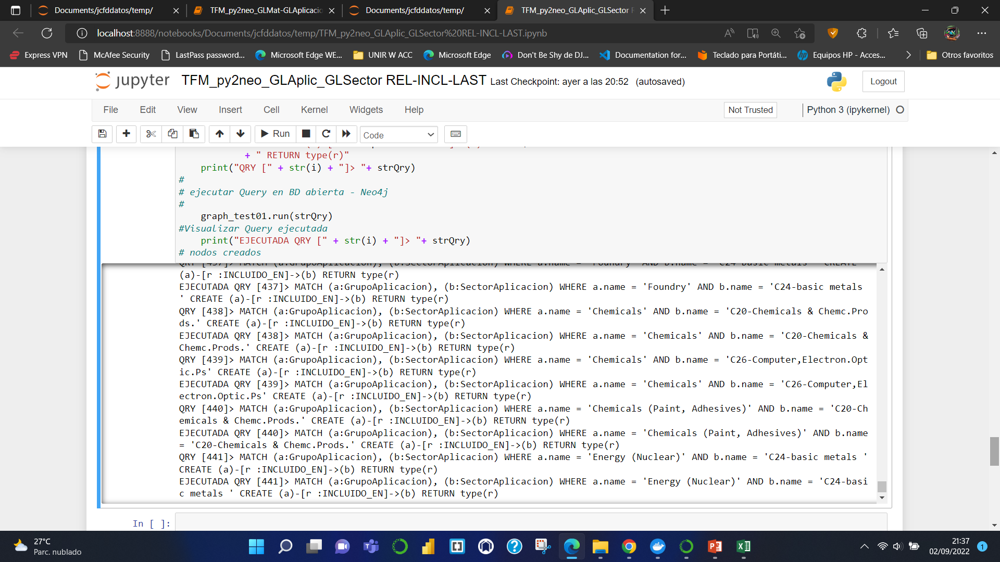 Documents/jcfddatos/temp/
TFM_py2neo_GLMat-GLAplicacio
Documents/jcfddatos/temp/
TFM_py2neo_GLAplic_GLSector
localhost:8888/notebooks/Documents/jcfddatos/temp/TFM_py2neo_GLAplic_GLSector%20REL-INCL-LAST.ipynb
Express VPN
McAfee Security
LastPass password...
Microsoft Edge WE...
UNIR W ACC
Microsoft Edge
Don't Be Shy de DJ...
Documentation for...
Teclado para Portáti...
Equipos HP - Acces...
Otros favoritos
jupyter TFM_py2neo_GLAplic_GLSector REL-INCL-LAST Last Checkpoint: ayer a las 20:52 (autosaved)
Logout
File Edit View Insert Cell Kernel Widgets Help
Not Trusted
Python 3 (ipykernel)
Run
Code
+ " RETURN type(r)"
print("QRY [" + str(i) + "]> "+ strQry)
#
# ejecutar Query en BD abierta - Neo4j
#
graph_test01.run(strQry)
#Visualizar Query ejecutada
print("EJECUTADA QRY [" + str(i) + "]> "+ strQry)
# nodos creados
QRY [437]> MATCH (a:GrupoAplicacion), (b:SectorAplicacion) WHERE a.name = 'Foundry' AND b.name = 'C24-basic metals ' CREATE
(a)-[r :INCLUIDO_EN]->(b) RETURN type(r)
EJECUTADA QRY [437]> MATCH (a:GrupoAplicacion), (b:SectorAplicacion) WHERE a.name = 'Foundry' AND b.name = 'C24-basic metals
' CREATE (a)-[r :INCLUIDO_EN]->(b) RETURN type(r)
QRY [438]> MATCH (a:GrupoAplicacion), (b:SectorAplicacion) WHERE a.name = 'Chemicals' AND b.name = 'C20-Chemicals & Chemc.Pro
ds.' CREATE (a)-[r :INCLUIDO_EN]->(b) RETURN type(r)
EJECUTADA QRY [438]> MATCH (a:GrupoAplicacion), (b:SectorAplicacion) WHERE a.name = 'Chemicals' AND b.name = 'C20-Chemicals &
Chemc.Prods.' CREATE (a)-[r :INCLUIDO_EN]->(b) RETURN type(r)
QRY [439]> MATCH (a:GrupoAplicacion), (b:SectorAplicacion) WHERE a.name = 'Chemicals' AND b.name = 'C26-Computer,Electron.Opt
ic.Ps' CREATE (a)-[r :INCLUIDO_EN]->(b) RETURN type(r)
EJECUTADA QRY [439]> MATCH (a:GrupoAplicacion), (b:SectorAplicacion) WHERE a.name = 'Chemicals' AND b.name = 'C26-Computer,El
ectron.Optic.Ps' CREATE (a)-[r :INCLUIDO_EN]->(b) RETURN type(r)
QRY [440]> MATCH (a:GrupoAplicacion), (b:SectorAplicacion) WHERE a.name = 'Chemicals (Paint, Adhesives)' AND b.name = 'C20-Ch
emicals & Chemc.Prods.' CREATE (a)-[r :INCLUIDO_EN]->(b) RETURN type(r)
EJECUTADA QRY [440]> MATCH (a:GrupoAplicacion), (b:SectorAplicacion) WHERE a.name = 'Chemicals (Paint, Adhesives)' AND b.name
= 'C20-Chemicals & Chemc.Prods.' CREATE (a)-[r :INCLUIDO_EN]->(b) RETURN type(r)
QRY [441]> MATCH (a:GrupoAplicacion), (b:SectorAplicacion) WHERE a.name = 'Energy (Nuclear)' AND b.name = 'C24-basic metals '
CREATE (a)-[r :INCLUIDO_EN]->(b) RETURN type(r)
EJECUTADA QRY [441]> MATCH (a:GrupoAplicacion), (b:SectorAplicacion) WHERE a.name = 'Energy (Nuclear)' AND b.name = 'C24-basi
c metals ' CREATE (a)-[r :INCLUIDO_EN]->(b) RETURN type(r)
In [ ]:
27°C
Parc. nublado
21:37
02/09/2022
1